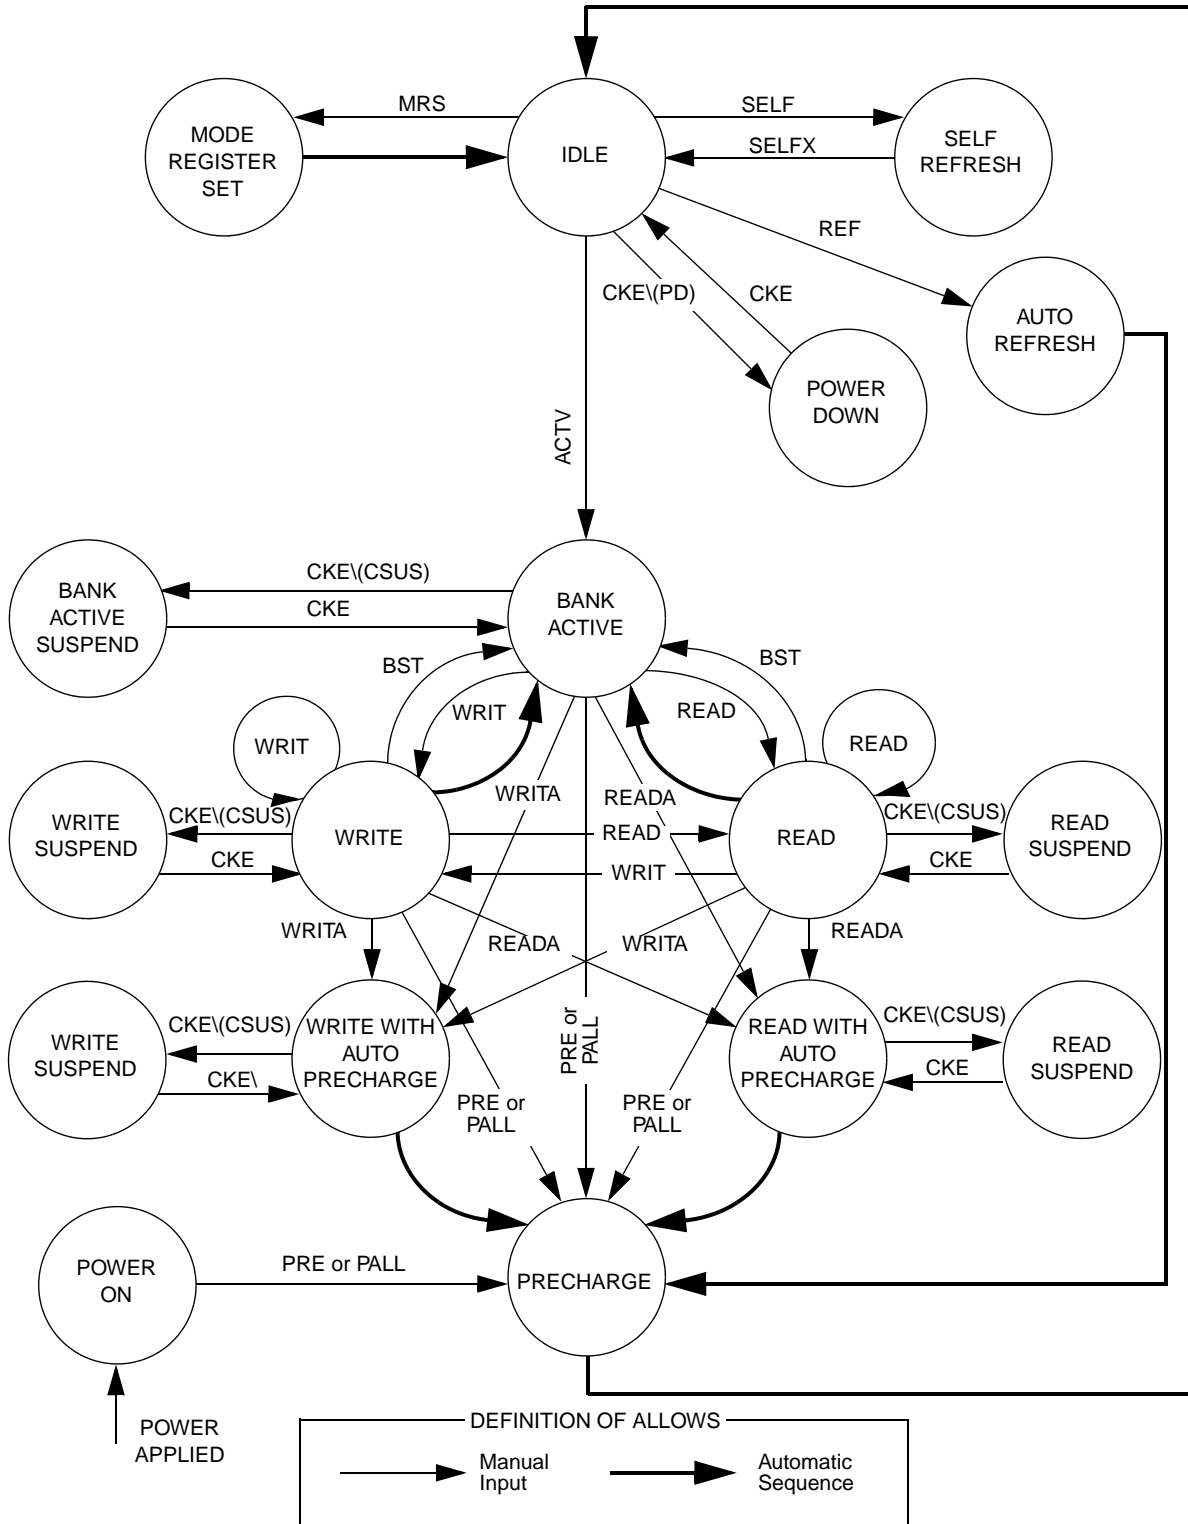 MRS
SELF
MODE
REGISTER
SET
IDLE
SELFX
SELF
REFRESH
REF
CKE\(PD)
CKE
AUTO
REFRESH
POWER
DOWN
ACTV
CKE\(CSUS)
BANK
ACTIVE
SUSPEND
CKE
BANK
ACTIVE
BST
BST
WRIT
READ
WRIT
READ
WRITA
READA
CKE\(CSUS)
CKE\(CSUS)
WRITE
SUSPEND
WRITE
READ
READ
READ
SUSPEND
CKE
WRIT
CKE
WRITA
READA
WRITA
READA
CKE\(CSUS)
WRITE
SUSPEND
CKE\
WRITE WITH
AUTO
PRECHARGE
PRE or
PALL
READ WITH
AUTO
PRECHARGE
CKE\(CSUS)
CKE
READ
SUSPEND
PRE or
PALL
PRE or
PALL
POWER
ON
PRE or PALL
PRECHARGE
POWER
APPLIED
DEFINITION OF ALLOWS
Manual
Input
Automatic
Sequence